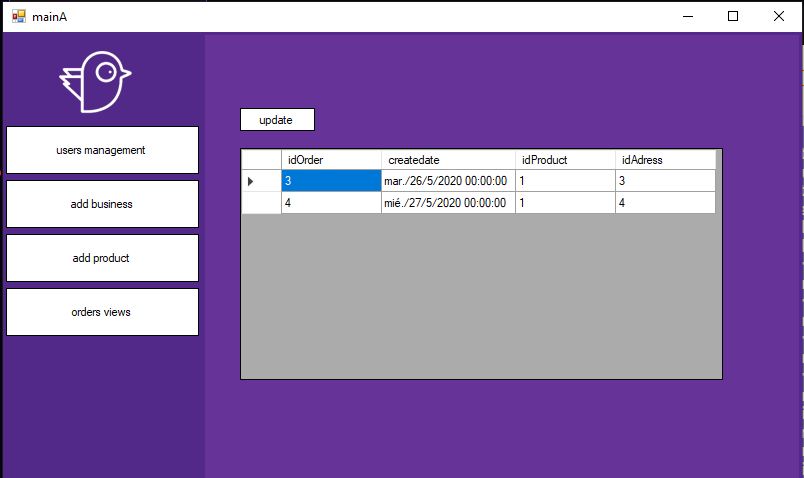 mainA
users management
add business
add product
orders views
update
idOrder createdate idProduct idAdress
3 mar./26/5/2020 00:00:00 1 3
4 mié./27/5/2020 00:00:00 1 4